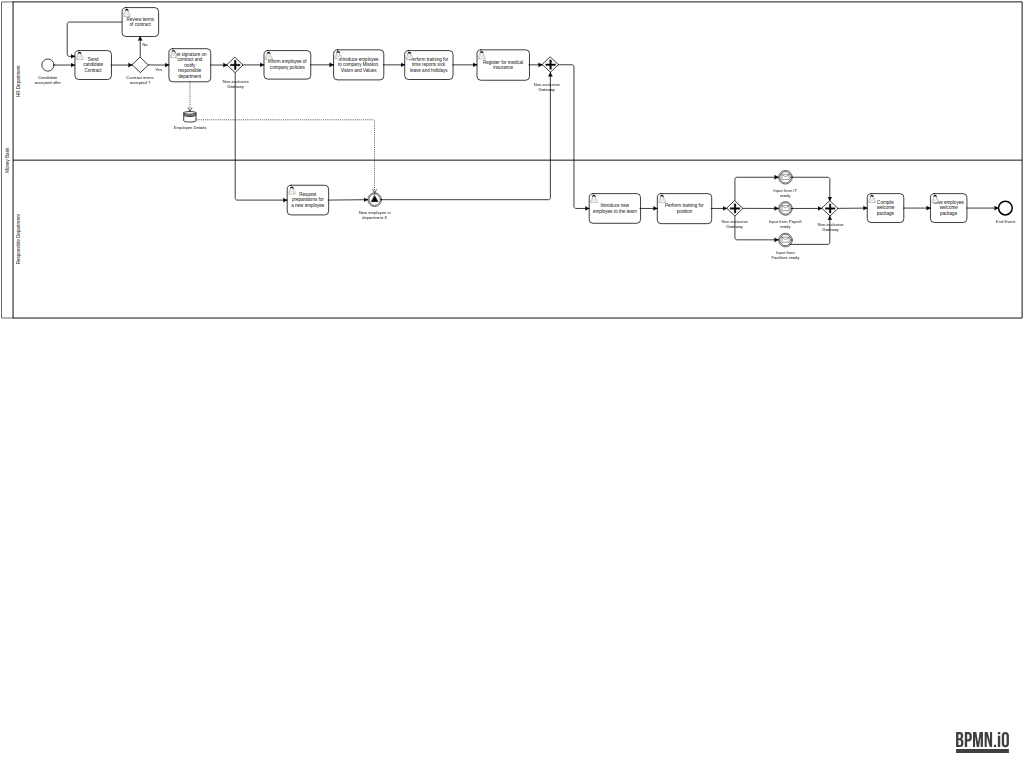 Money Bank
HR Department
Responsible Department
Candidate
accepted offer
Send
candidate
Contract
Review terms
of contract
No
Contract terms
accepted ?
Yes
et signature on
contract and
notify
responsible
department
Employee Details
Non-exclusive
Gateway
nform employee of
company policies
troduce employee
to company Mission,
Vision and Values
erform training for
time reports sick
leave and holidays
Register for medical
insurance
Non-exclusive
Gateway
Request
preparations for
a new employee
New employee in
department X
Introduce new
employee to the team
Perform training for
position
Non-exclusive
Gateway
Input from IT
ready
Input from Payroll
ready
Input from
Facilities ready
Non-exclusive
Gateway
Compile
welcome
package
ive employee
welcome
package
End Event
BPMN.iO